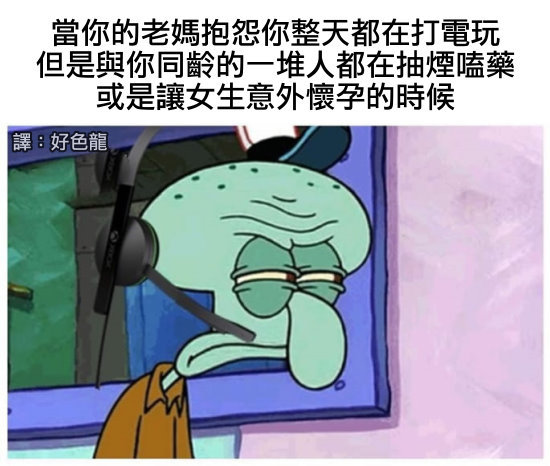 當你的老媽抱怨你整天都在打電玩
但是與你同齡的一堆人都在抽煙嗑藥
或是讓女生意外懷孕的時候
譯：好色龍
XBOX